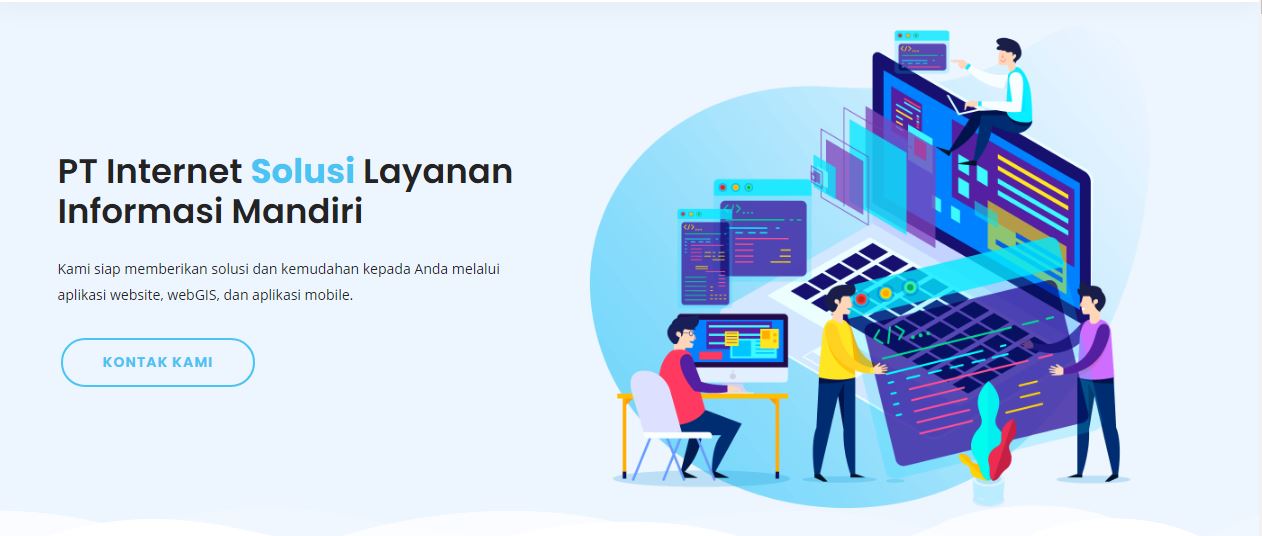 PT Internet Solusi Layanan
Informasi Mandiri
Kami siap memberikan solusi dan kemudahan kepada Anda melalui
aplikasi website, webGIS, dan aplikasi mobile.
KONTAK KAMI